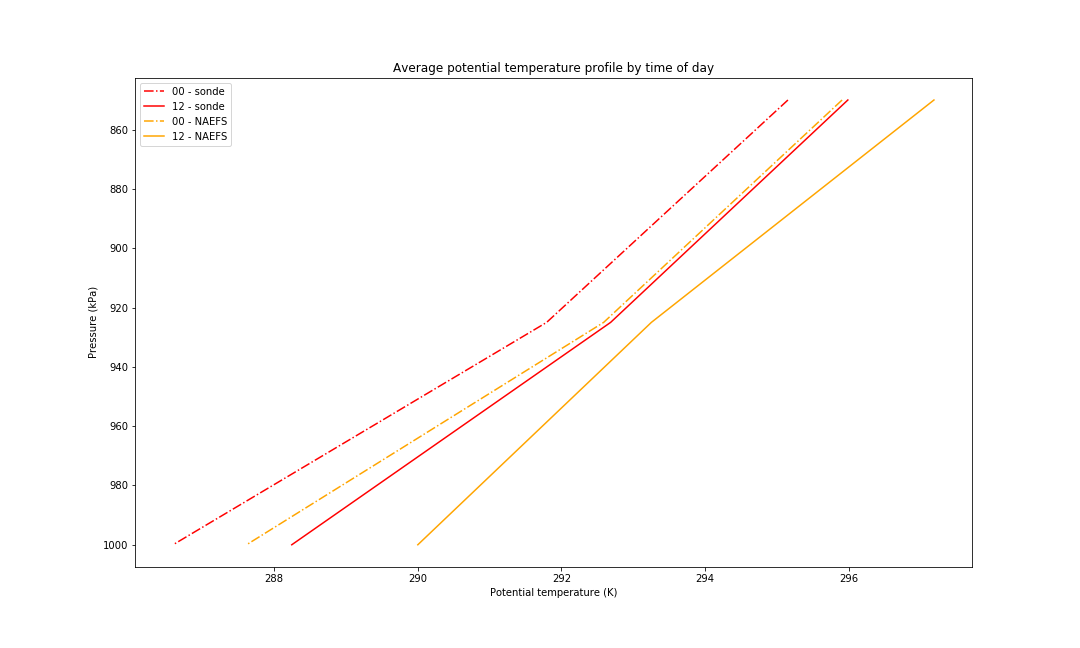 Average potential temperature profile by time of day
00 - sonde
12 - sonde
00 - NAEFS
12 - NAEFS
860
880
900
920
940
960
980
1000
Pressure (kPa)
288 290 292 294 296
Potential temperature (K)